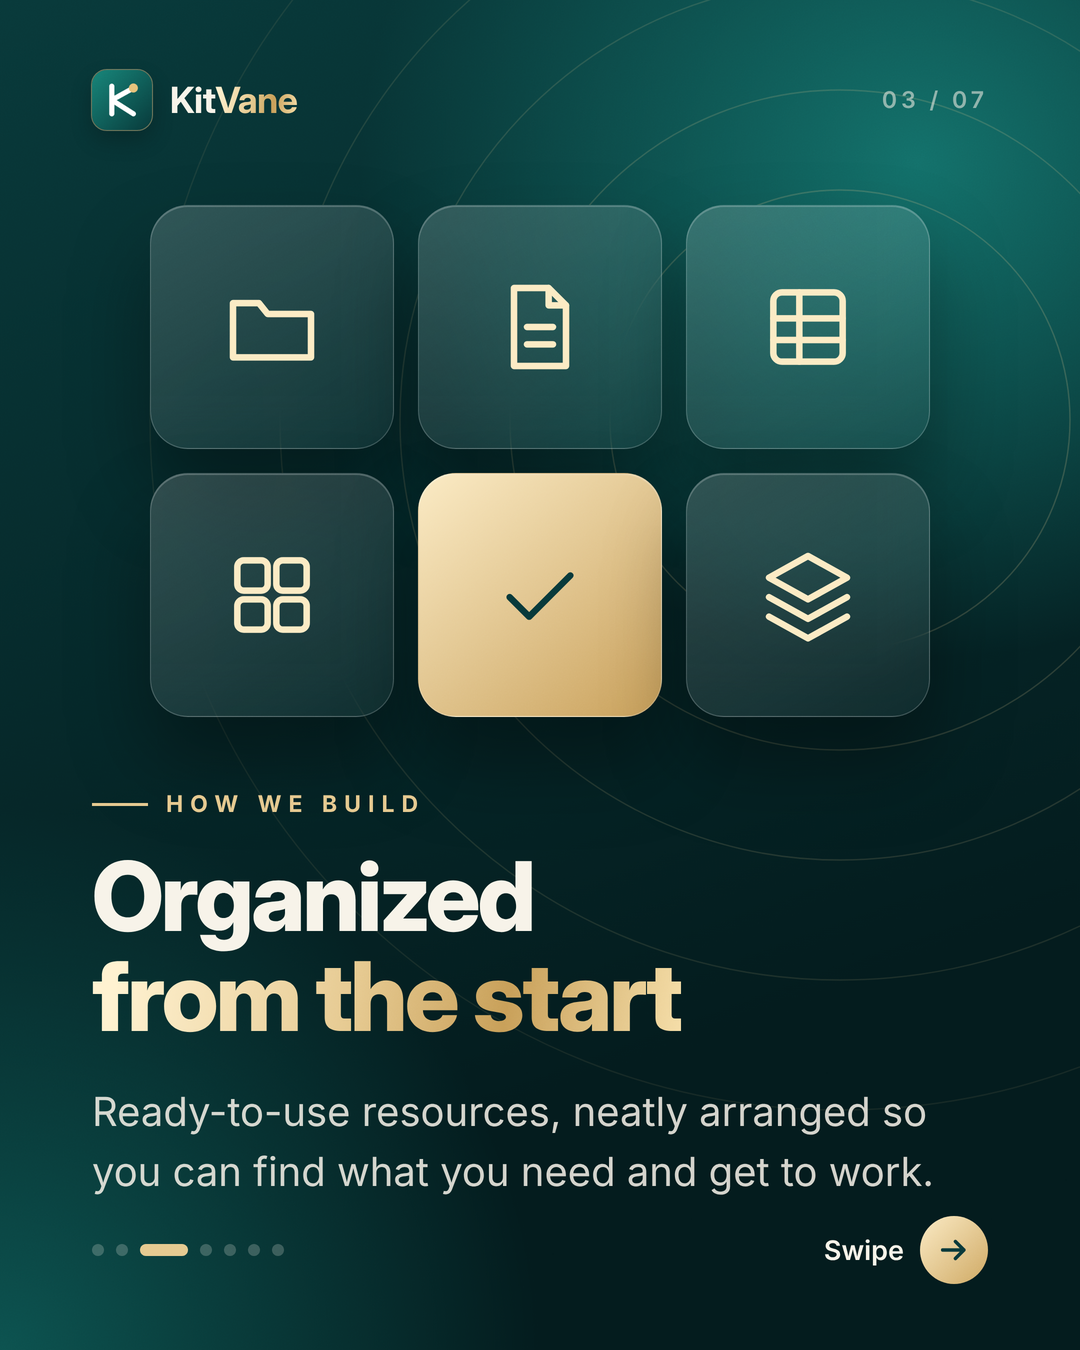 KitVane
03 / 07
HOW WE BUILD
Organized
from the start
Ready-to-use resources, neatly arranged so
you can find what you need and get to work.
Swipe